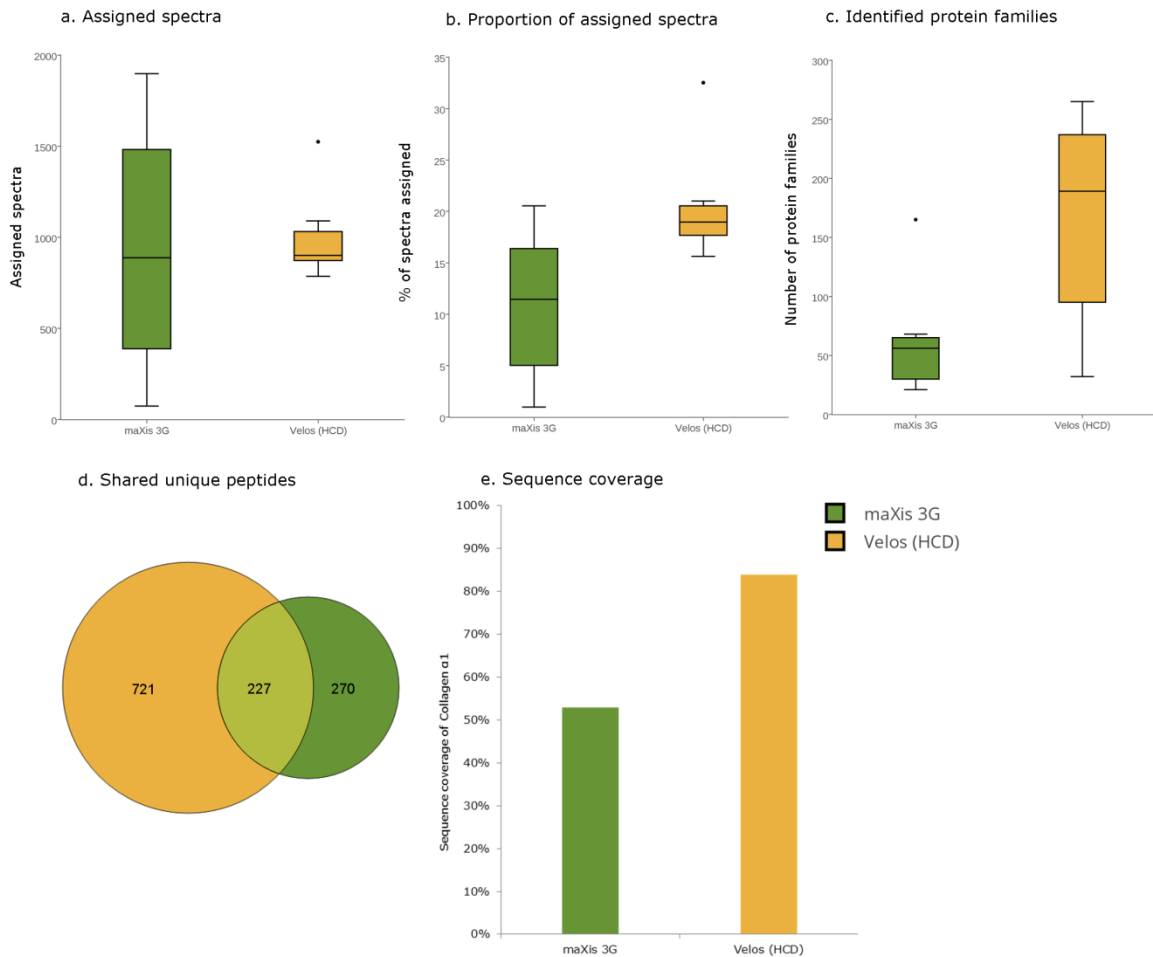 a. Assigned spectra
2000
1500
1000
500
0
Assigned spectra
maXis 3G
Velos (HCD)
b. Proportion of assigned spectra
35
30
25
20
15
10
5
0
% of spectra assigned
maXis 3G
Velos (HCD)
c. Identified protein families
300
250
200
150
100
50
0
Number of protein families
maXis 3G
Velos (HCD)
d. Shared unique peptides
721
227
270
e. Sequence coverage
100%
90%
80%
70%
60%
50%
40%
30%
20%
10%
0%
Sequence coverage of Collagen α1
maXis 3G
Velos (HCD)
maXis 3G
Velos (HCD)